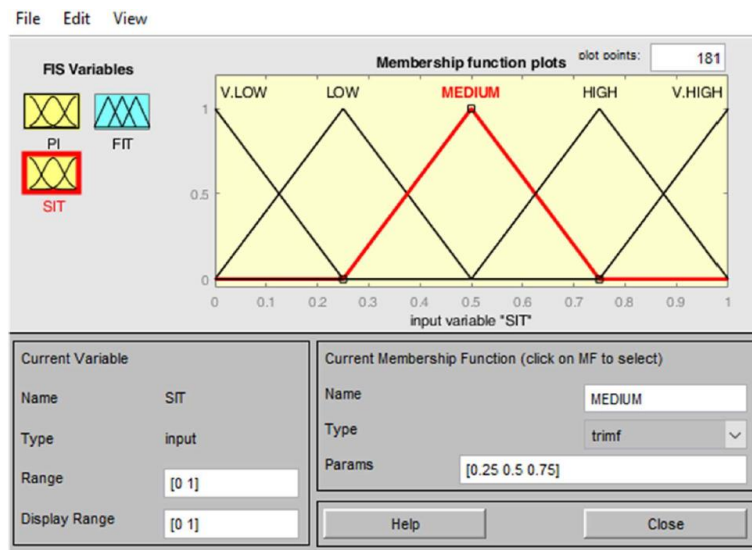 File Edit View
FIS Variables
PI FIT
SIT
Membership function plots plot points: 181
V.LOW LOW MEDIUM HIGH V.HIGH
1
0.5
0
0 0.1 0.2 0.3 0.4 0.5 0.6 0.7 0.8 0.9 1
input variable "SIT"
Current Variable
Name SIT
Type input
Range [0 1]
Display Range [0 1]
Current Membership Function (click on MF to select)
Name MEDIUM
Type trimf
Params [0.25 0.5 0.75]
Help Close